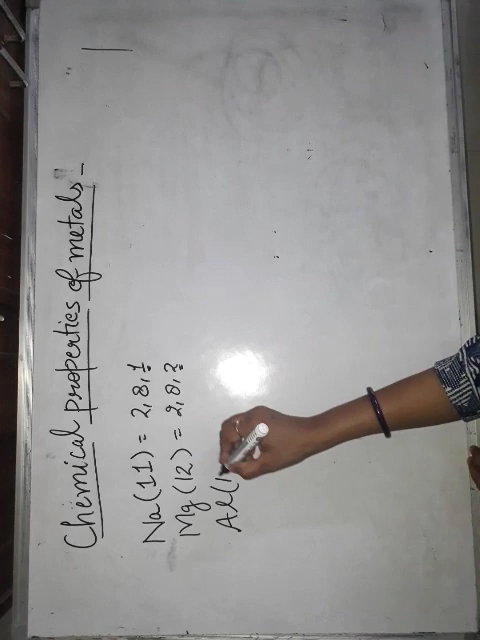 Chemical properties of metals:-
Na(11) = 2,8,1
Mg(12) = 2,8,2
Al(1